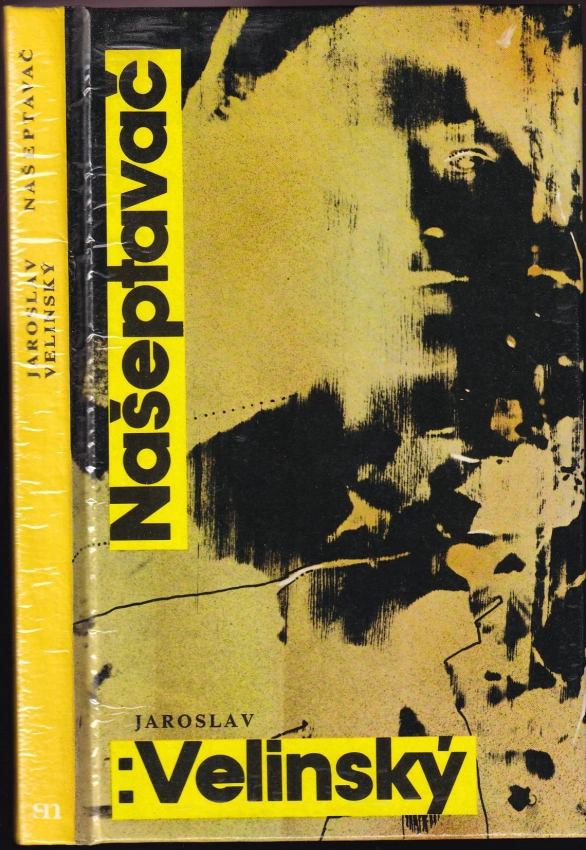 NAŠEPTAVAČ
JAROSLAV
VELINSKÝ
sn
Našeptavač
JAROSLAV
:Velinský